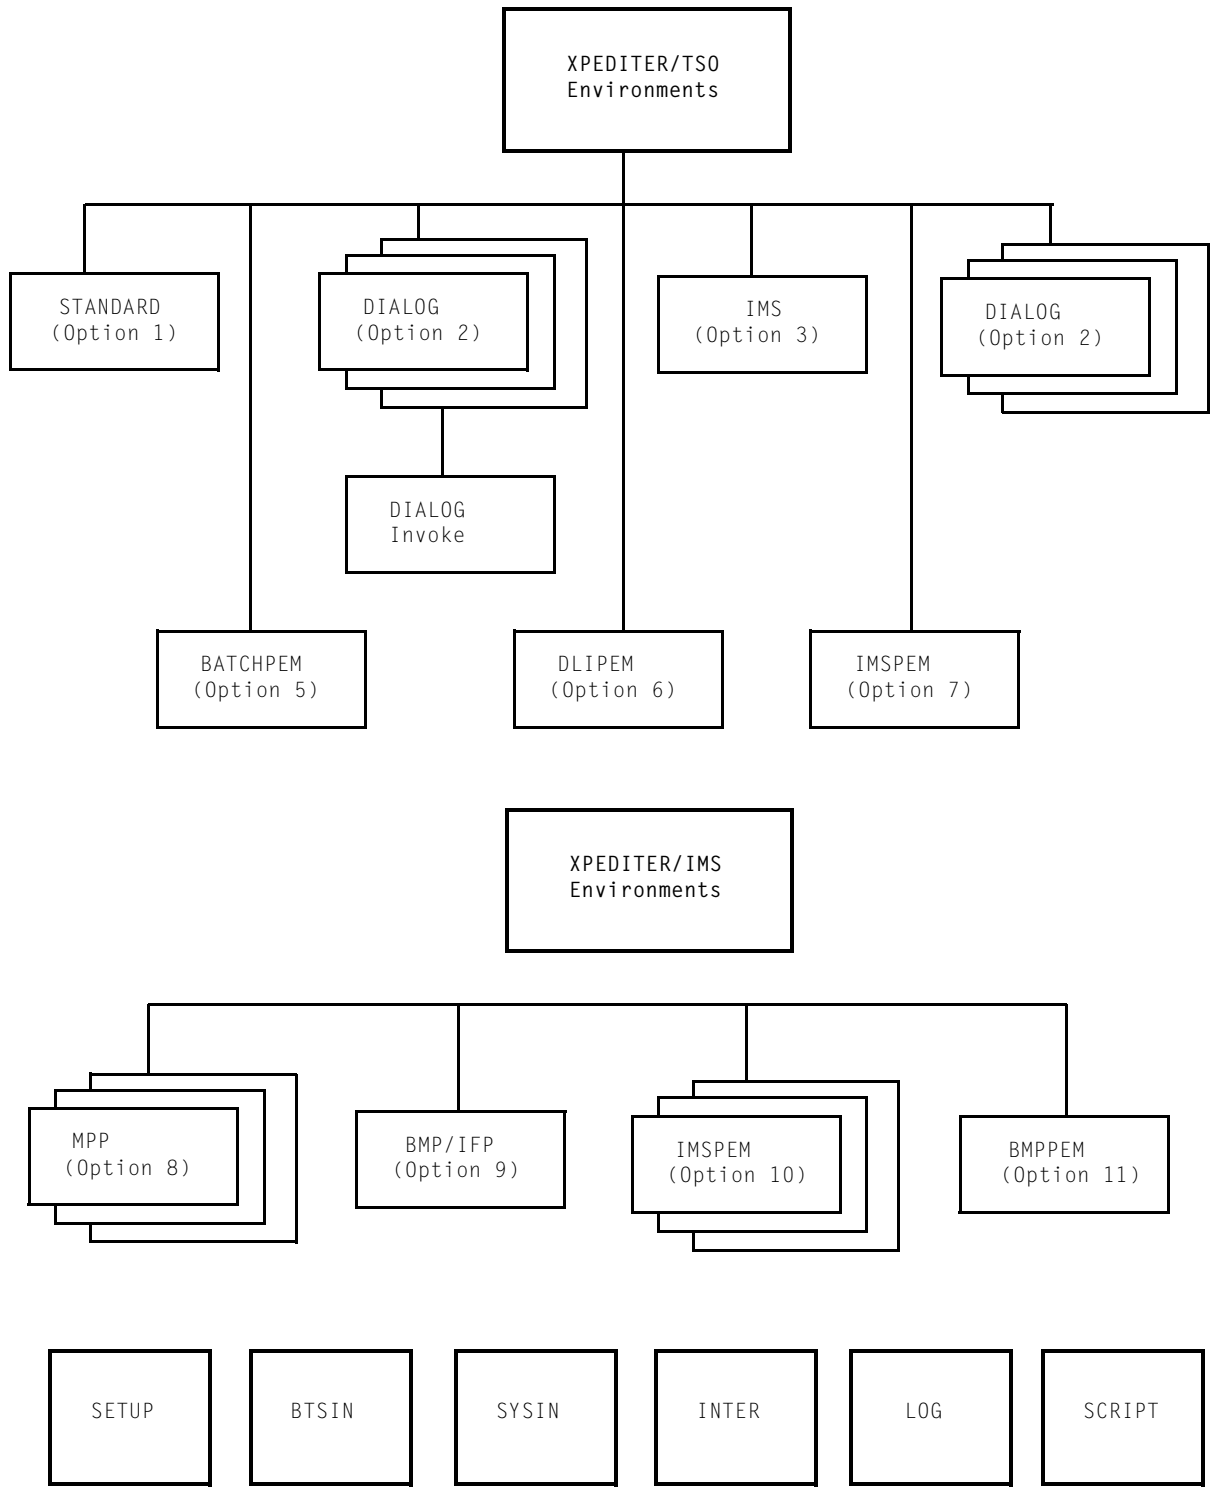 XPEDITER/TSO
Environments
STANDARD
(Option 1)
DIALOG
(Option 2)
IMS
(Option 3)
DIALOG
(Option 2)
DIALOG
Invoke
BATCHPEM
(Option 5)
DLIPEM
(Option 6)
IMSPEM
(Option 7)
XPEDITER/IMS
Environments
MPP
(Option 8)
BMP/IFP
(Option 9)
IMSPEM
(Option 10)
BMPPEM
(Option 11)
SETUP
BTSIN
SYSIN
INTER
LOG
SCRIPT